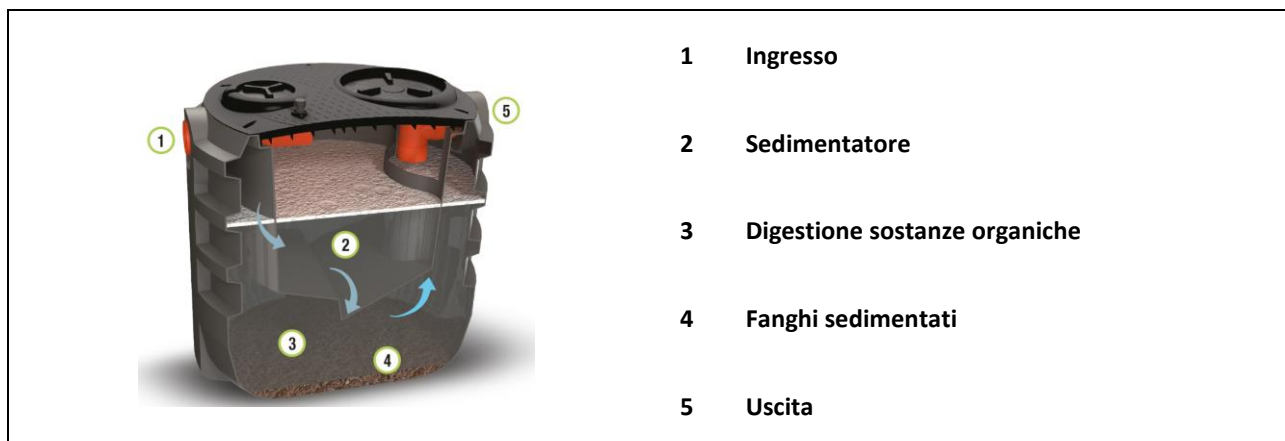 1 Ingresso
2 Sedimentatore
3 Digestione sostanze organiche
4 Fanghi sedimentati
5 Uscita
1
5
2
3
4